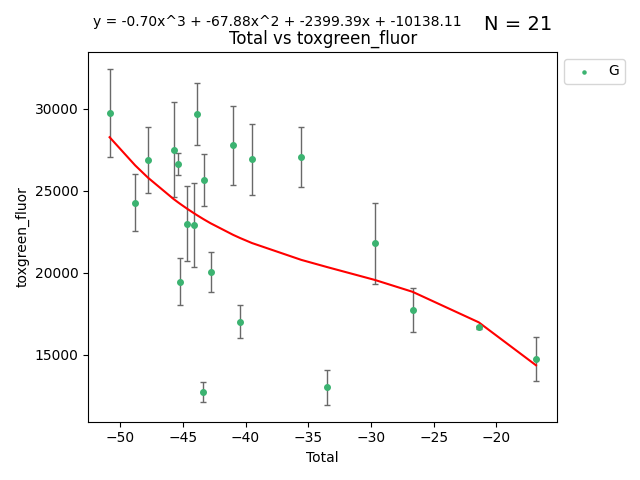 y = -0.70x^3 + -67.88x^2 + -2399.39x + -10138.11
N = 21
Total vs toxgreen_fluor
G
30000
25000
20000
15000
toxgreen_fluor
−50 −45 −40 −35 −30 −25 −20
Total